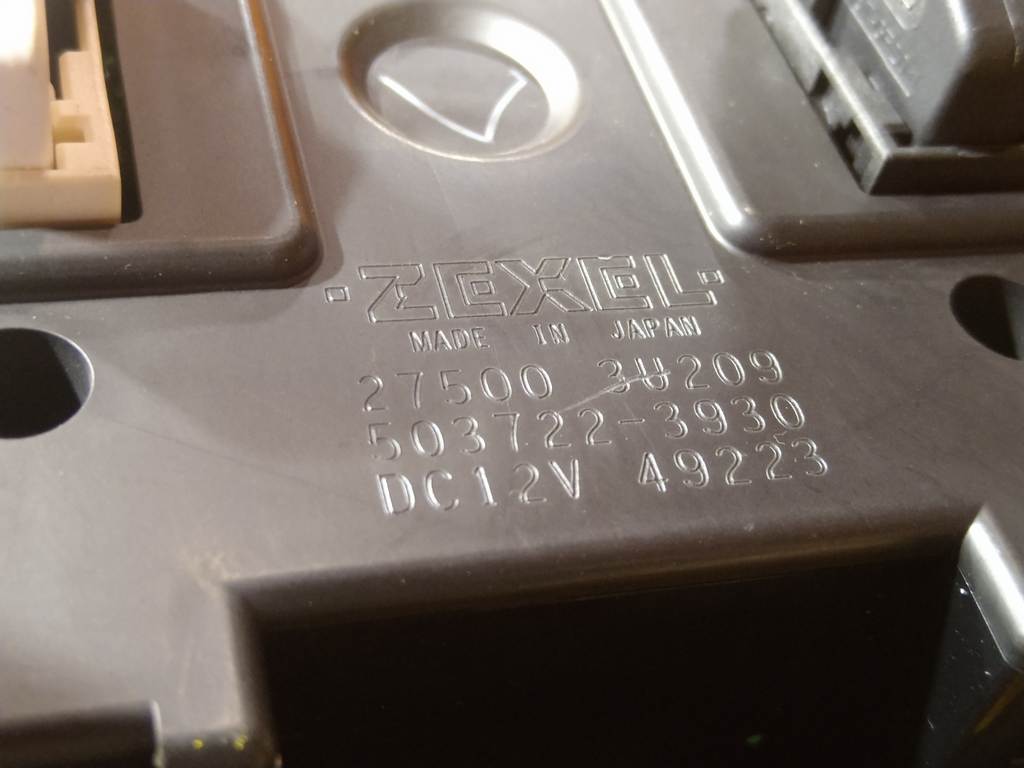 ZEXEL
MADE IN JAPAN
27500 3U209
503722-3930
DC12V 49223